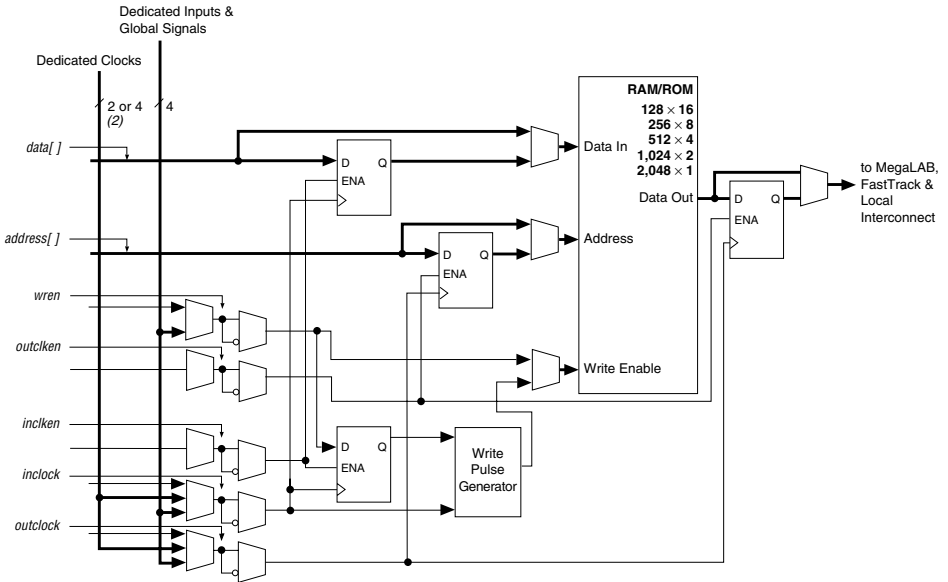 Dedicated Inputs &
Global Signals
Dedicated Clocks
2 or 4
(2)
4
RAM/ROM
128 × 16
256 × 8
512 × 4
1,024 × 2
2,048 × 1
data[ ]
D Q
ENA
Data In
Data Out
D Q
ENA
to MegaLAB,
FastTrack &
Local
Interconnect
address[ ]
D Q
ENA
Address
wren
outclken
Write Enable
inclken
D Q
ENA
Write
Pulse
Generator
inclock
outclock